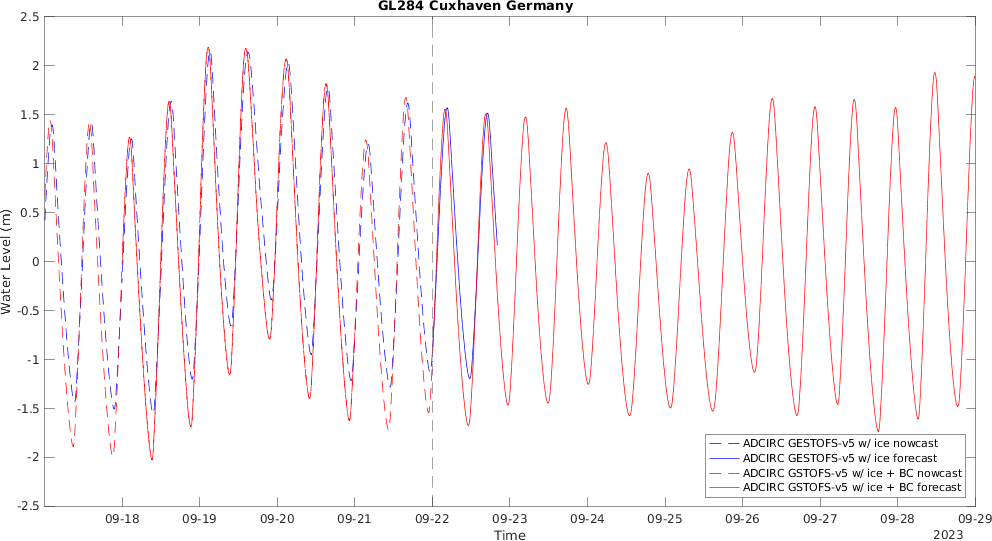 GL284 Cuxhaven Germany
2.5
2
1.5
1
0.5
0
-0.5
-1
-1.5
-2
-2.5
Water Level (m)
ADCIRC GESTOFS-v5 w/ ice nowcast
ADCIRC GESTOFS-v5 w/ ice forecast
ADCIRC GSTOFS-v5 w/ ice + BC nowcast
ADCIRC GSTOFS-v5 w/ ice + BC forecast
09-18 09-19 09-20 09-21 09-22 09-23 09-24 09-25 09-26 09-27 09-28 09-29
Time
2023